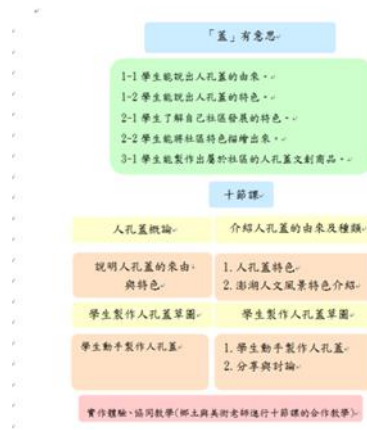 「蓋」有意思
1-1 學生能說出人孔蓋的由來。
1-2 學生能說出人孔蓋的特色。
2-1 學生了解自己社區發展的特色。
2-2 學生能將社區特色描繪出來。
3-1 學生能製作出屬於社區的人孔蓋文創商品。
十節課
人孔蓋概論
介紹人孔蓋的由來及種類
說明人孔蓋的來由
與特色
1. 人孔蓋特色
2. 澎湖人文風景特色介紹
學生製作人孔蓋草圖
學生製作人孔蓋草圖
學生動手製作人孔蓋
1. 學生動手製作人孔蓋
2. 分享與討論
實作體驗、協同教學(鄉土與美術老師進行十節課的合作教學)